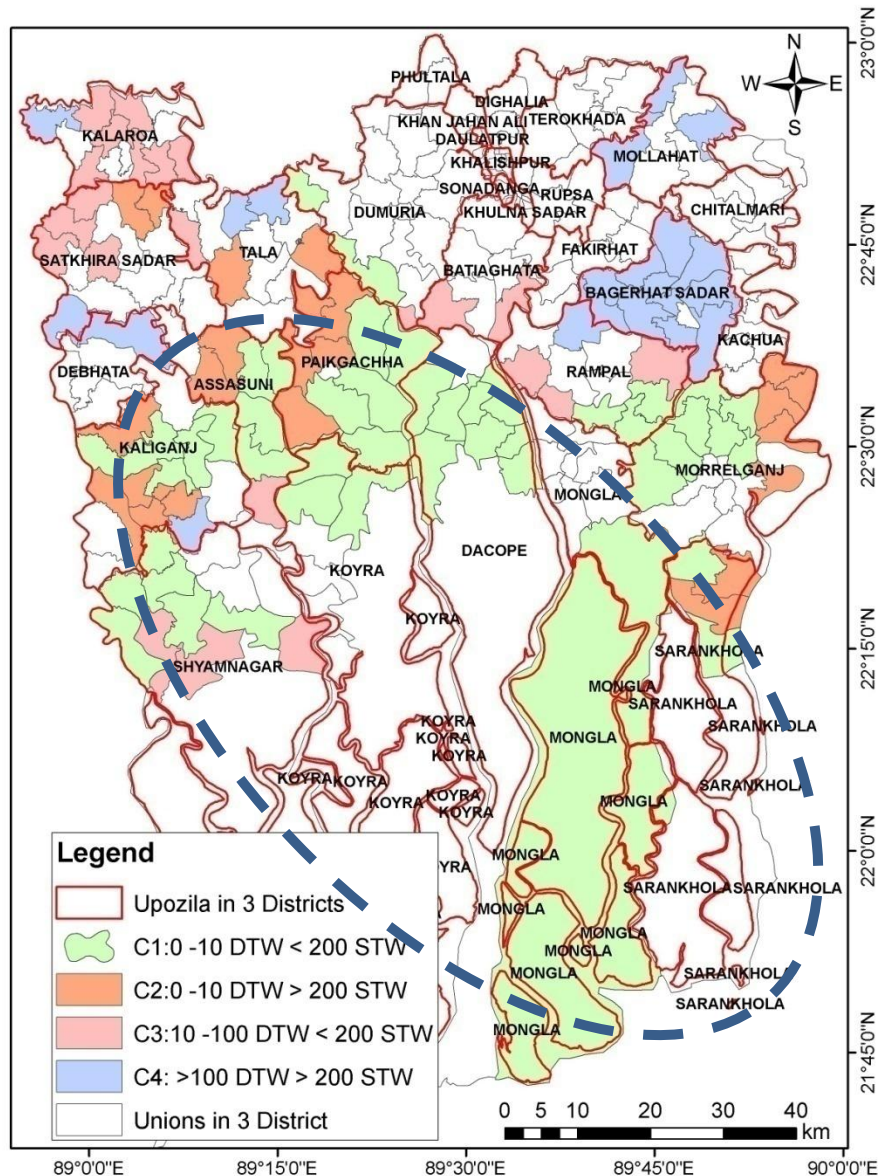 N
W E
S
23°0'0"N
PHULTALA
DIGHALIA
KHAN JAHAN ALI
TEROKHADA
KALAROA
DAULATPUR
MOLLAHAT
KHALISHPUR
SONADANGA
RUPSA
CHITALMARI
DUMURIA
KHULNA SADAR
22°45'0"N
TALA
FAKIRHAT
SATKHIRA SADAR
BATIAGHATA
BAGERHAT SADAR
KACHUA
DEBHATA
PAIKGACHHA
RAMPAL
ASSASUNI
22°30'0"N
KALIGANJ
MORRELGANJ
MONGLA
DACOPE
KOYRA
KOYRA
22°15'0"N
SARANKHOLA
SHYAMNAGAR
MONGLA
SARANKHOLA
KOYRA
SARANKHOLA
MONGLA
KOYRA
KOYRA
KOYRA
KOYRA
SARANKHOLA
KOYRA
KOYRA
MONGLA
KOYRA
22°0'0"N
MONGLA
YRA
SARANKHOLA
SARANKHOLA
MONGLA
MONGLA
MONGLA
MONGLA
SARANKHOLA
MONGLA
SARANKHOLA
21°45'0"N
Legend
Upozila in 3 Districts
C1:0 -10 DTW < 200 STW
C2:0 -10 DTW > 200 STW
C3:10 -100 DTW < 200 STW
C4: >100 DTW > 200 STW
Unions in 3 District
0 5 10 20 30 40
km
89°0'0"E 89°15'0"E 89°30'0"E 89°45'0"E 90°0'0"E